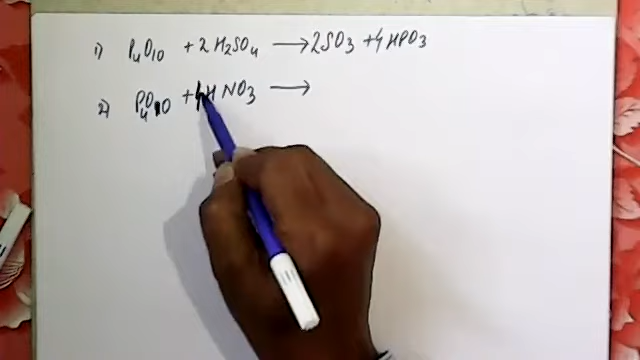 1) P4O10 + 2 H2SO4 ⟶ 2SO3 + 4HPO3
2) P4O10 + 4HNO3 ⟶